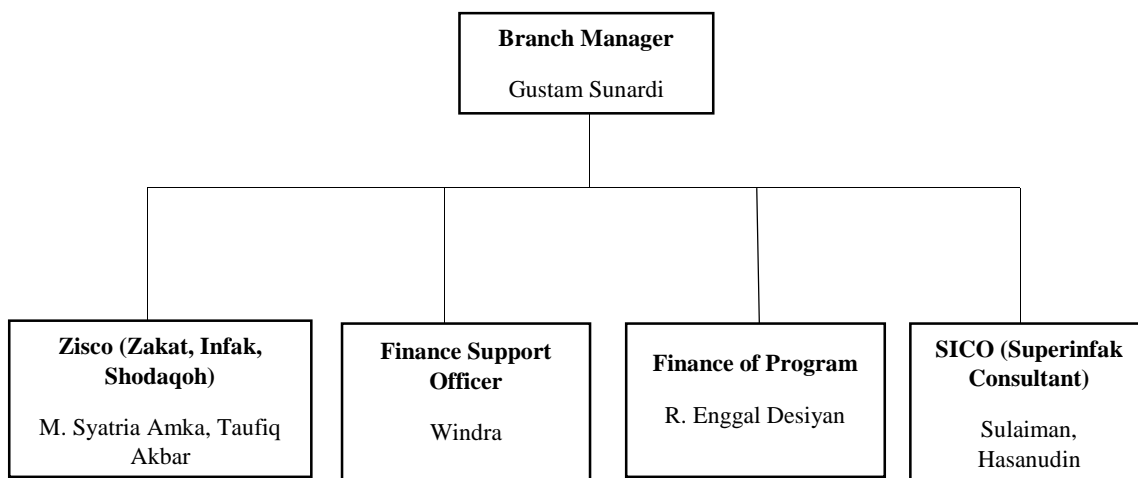 Branch Manager
Gustam Sunardi
Zisco (Zakat, Infak,
Shodaqoh)
M. Syatria Amka, Taufiq
Akbar
Finance Support
Officer
Windra
Finance of Program
R. Enggal Desiyan
SICO (Superinfak
Consultant)
Sulaiman,
Hasanudin